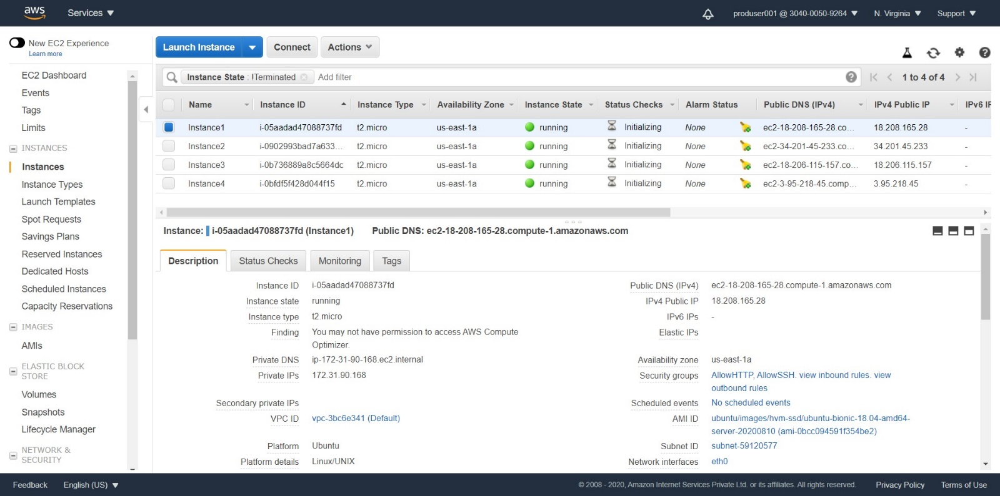 aws Services produser001 @ 3040-0050-9264 N. Virginia Support
New EC2 Experience
Learn more
EC2 Dashboard
Events
Tags
Limits
INSTANCES
Instances
Instance Types
Launch Templates
Spot Requests
Savings Plans
Reserved Instances
Dedicated Hosts
Scheduled Instances
Capacity Reservations
IMAGES
AMIs
ELASTIC BLOCK
STORE
Volumes
Snapshots
Lifecycle Manager
NETWORK &
SECURITY
Launch Instance Connect Actions
Instance State : !Terminated Add filter 1 to 4 of 4
Name Instance ID Instance Type Availability Zone Instance State Status Checks Alarm Status Public DNS (IPv4) IPv4 Public IP IPv6 IP
Instance1 i-05aadad47088737fd t2.micro us-east-1a running Initializing None ec2-18-208-165-28.co... 18.208.165.28 -
Instance2 i-0902993bad7a633... t2.micro us-east-1a running Initializing None ec2-34-201-45-233.co... 34.201.45.233 -
Instance3 i-0b736889a8c5664dc t2.micro us-east-1a running Initializing None ec2-18-206-115-157.co... 18.206.115.157 -
Instance4 i-0bfdf5f428d044f15 t2.micro us-east-1a running Initializing None ec2-3-95-218-45.comp... 3.95.218.45 -
Instance: i-05aadad47088737fd (Instance1) Public DNS: ec2-18-208-165-28.compute-1.amazonaws.com
Description Status Checks Monitoring Tags
Instance ID i-05aadad47088737fd
Instance state running
Instance type t2.micro
Finding You may not have permission to access AWS Compute
Optimizer.
Private DNS ip-172-31-90-168.ec2.internal
Private IPs 172.31.90.168
Secondary private IPs
VPC ID vpc-3bc6e341 (Default)
Platform Ubuntu
Platform details Linux/UNIX
Public DNS (IPv4) ec2-18-208-165-28.compute-1.amazonaws.com
IPv4 Public IP 18.208.165.28
IPv6 IPs -
Elastic IPs
Availability zone us-east-1a
Security groups AllowHTTP, AllowSSH. view inbound rules. view
outbound rules
Scheduled events No scheduled events
AMI ID ubuntu/images/hvm-ssd/ubuntu-bionic-18.04-amd64-
server-20200810 (ami-0bcc094591f354be2)
Subnet ID subnet-59120577
Network interfaces eth0
Feedback English (US) © 2008 - 2020, Amazon Internet Services Private Ltd. or its affiliates. All rights reserved. Privacy Policy Terms of Use